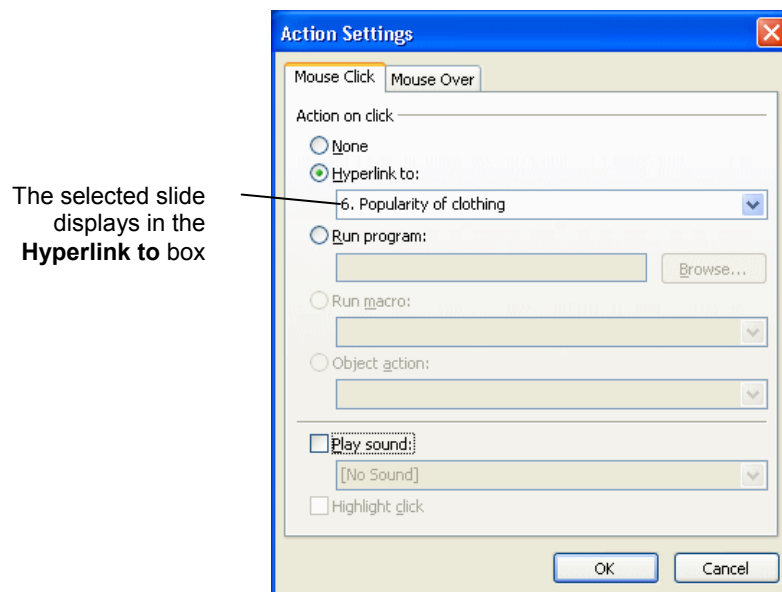 Action Settings
Mouse Click Mouse Over
Action on click
None
Hyperlink to:
6. Popularity of clothing
The selected slide
displays in the
Hyperlink to box
Run program:
Browse...
Run macro:
Object action:
Play sound:
[No Sound]
Highlight click
OK Cancel